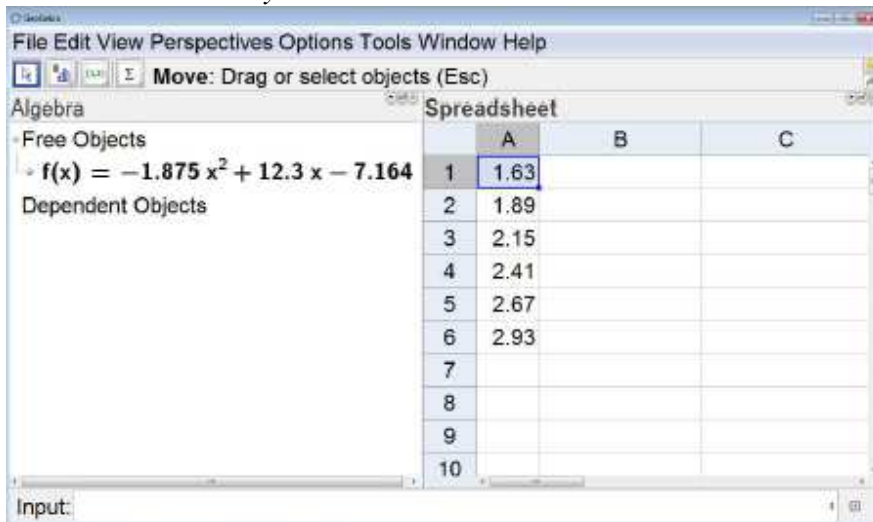 GeoGebra
File Edit View Perspectives Options Tools Window Help
Move: Drag or select objects (Esc)
Algebra
Spreadsheet
Free Objects
f(x) = −1.875 x² + 12.3 x − 7.164
Dependent Objects
A B C
1 1.63
2 1.89
3 2.15
4 2.41
5 2.67
6 2.93
7
8
9
10
Input: